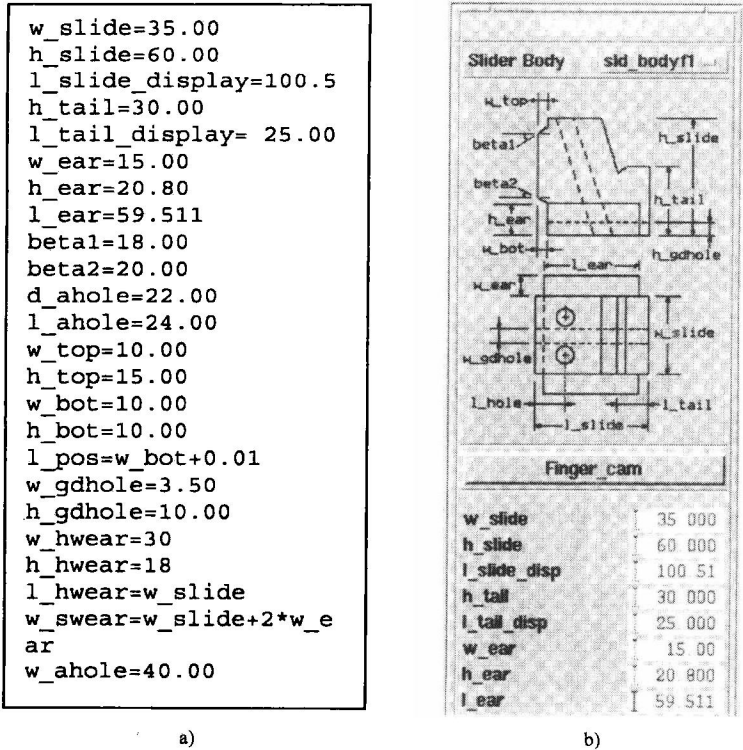 w_slide=35.00
h_slide=60.00
l_slide_display=100.5
h_tail=30.00
l_tail_display= 25.00
w_ear=15.00
h_ear=20.80
l_ear=59.511
beta1=18.00
beta2=20.00
d_ahole=22.00
l_ahole=24.00
w_top=10.00
h_top=15.00
w_bot=10.00
h_bot=10.00
l_pos=w_bot+0.01
w_gdhole=3.50
h_gdhole=10.00
w_hwear=30
h_hwear=18
l_hwear=w_slide
w_swear=w_slide+2*w_e
ar
w_ahole=40.00
a)
Slider Body sld_bodyf1
w_top
beta1
h_slide
beta2
h_tail
h_ear
w_bot
h_gdhole
l_ear
w_ear
w_slide
w_gdhole
l_hole
l_tail
l_slide
Finger_cam
w_slide 35 000
h_slide 60 000
l_slide_disp 100 51
h_tail 30 000
l_tail_disp 25 000
w_ear 15 00
h_ear 20 800
l_ear 59 511
b)